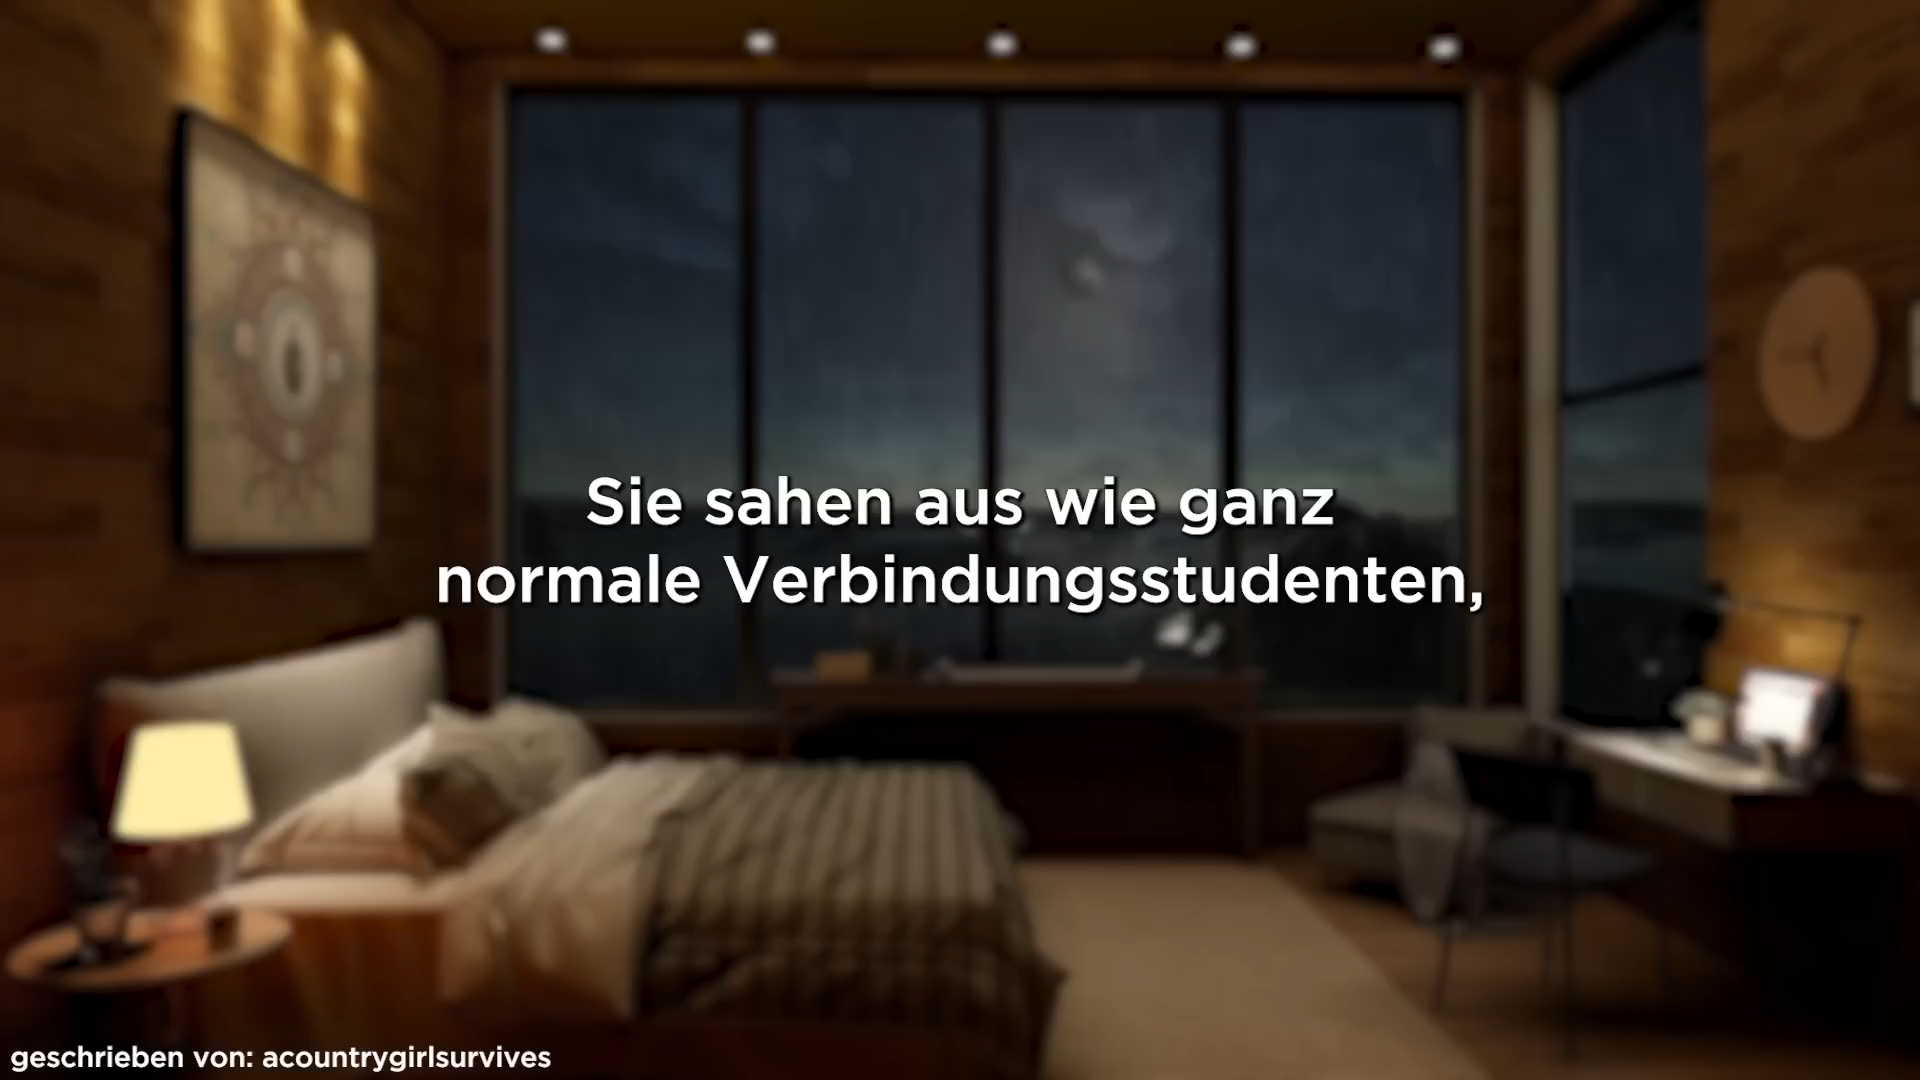 Sie sahen aus wie ganz
normale Verbindungsstudenten,
geschrieben von: acountrygirlsurvives